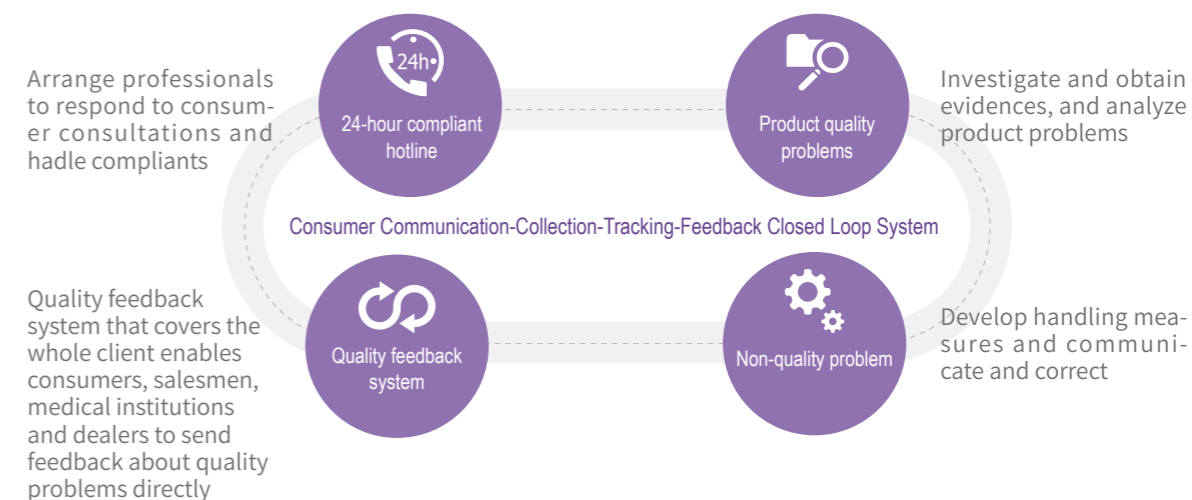 Arrange professionals
to respond to consum-
er consultations and
hadle compliants
24h
24-hour compliant
hotline
Product quality
problems
Investigate and obtain
evidences, and analyze
product problems
Consumer Communication-Collection-Tracking-Feedback Closed Loop System
Quality feedback
system that covers the
whole client enables
consumers, salesmen,
medical institutions
and dealers to send
feedback about quality
problems directly
Quality feedback
system
Non-quality problem
Develop handling mea-
sures and communi-
cate and correct